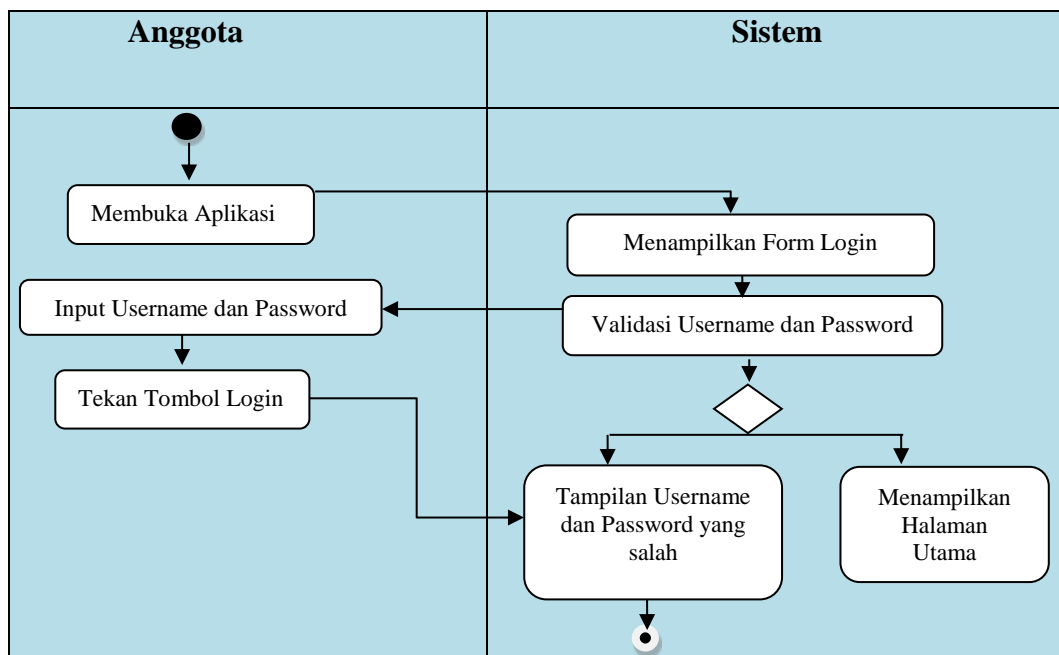 Anggota
Sistem
Membuka Aplikasi
Menampilkan Form Login
Input Username dan Password
Validasi Username dan Password
Tekan Tombol Login
Tampilan Username
dan Password yang
salah
Menampilkan
Halaman
Utama